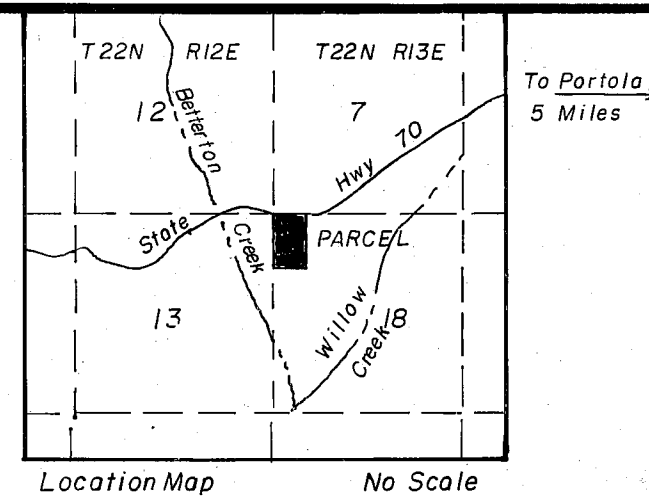 T22N R12E T22N R13E
To Portola
5 Miles
12 7
Betterton Creek
State Hwy 70
PARCEL
13 18
Willow Creek
Location Map No Scale